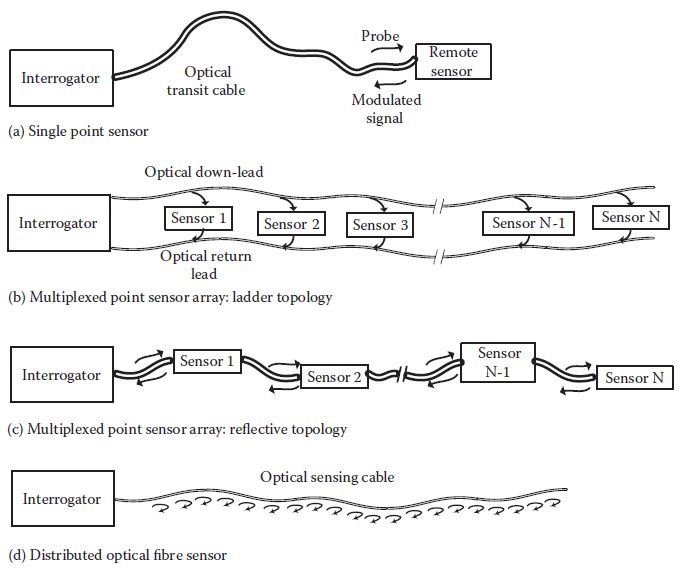 Interrogator
Optical
transit cable
Probe
Remote
sensor
Modulated
signal
(a) Single point sensor
Optical down-lead
Interrogator
Sensor 1
Sensor 2
Sensor 3
Sensor N-1
Sensor N
Optical return
lead
(b) Multiplexed point sensor array: ladder topology
Interrogator
Sensor 1
Sensor 2
Sensor
N-1
Sensor N
(c) Multiplexed point sensor array: reflective topology
Optical sensing cable
Interrogator
(d) Distributed optical fibre sensor